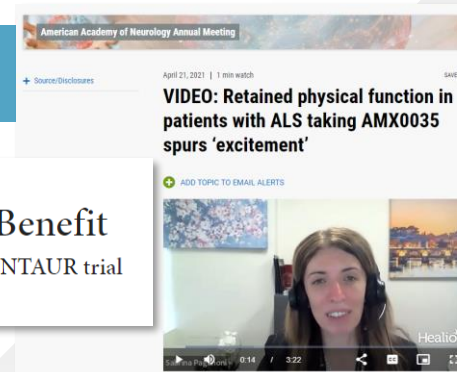 American Academy of Neurology Annual Meeting
+ Source/Disclosures
April 21, 2021 | 1 min watch
SAVE
VIDEO: Retained physical function in
patients with ALS taking AMX0035
spurs ‘excitement’
ADD TOPIC TO EMAIL ALERTS
Benefit
NTAUR trial
Healio
0:14 / 3:22